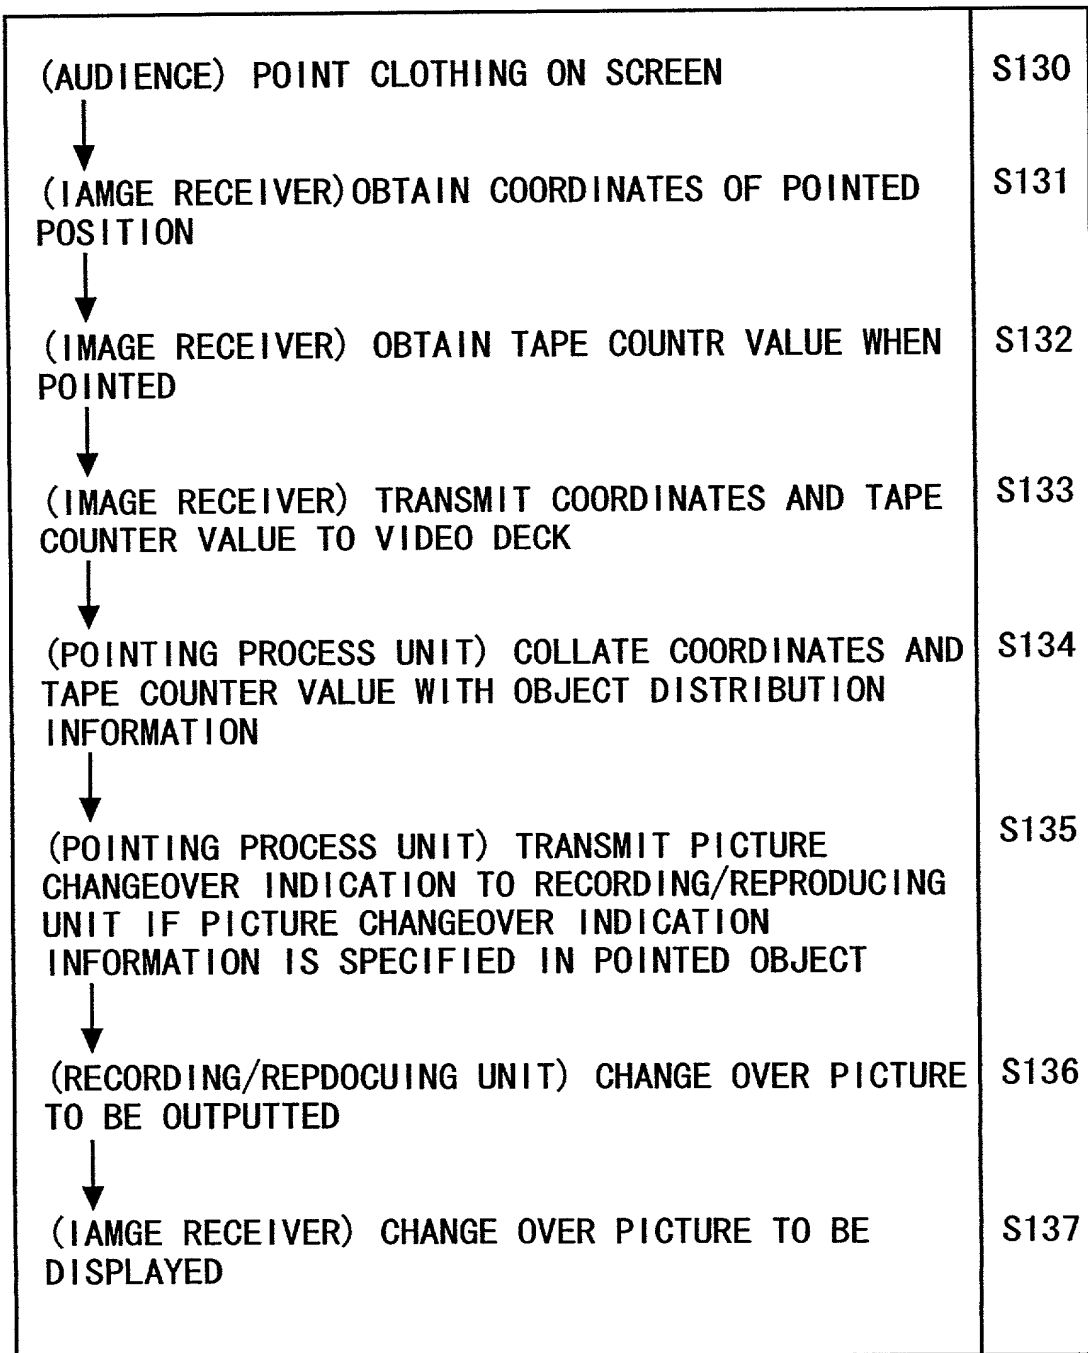 (AUDIENCE) POINT CLOTHING ON SCREEN S130
(IAMGE RECEIVER)OBTAIN COORDINATES OF POINTED S131
POSITION
(IMAGE RECEIVER) OBTAIN TAPE COUNTR VALUE WHEN S132
POINTED
(IMAGE RECEIVER) TRANSMIT COORDINATES AND TAPE S133
COUNTER VALUE TO VIDEO DECK
(POINTING PROCESS UNIT) COLLATE COORDINATES AND S134
TAPE COUNTER VALUE WITH OBJECT DISTRIBUTION
INFORMATION
(POINTING PROCESS UNIT) TRANSMIT PICTURE S135
CHANGEOVER INDICATION TO RECORDING/REPRODUCING
UNIT IF PICTURE CHANGEOVER INDICATION
INFORMATION IS SPECIFIED IN POINTED OBJECT
(RECORDING/REPDOCUING UNIT) CHANGE OVER PICTURE S136
TO BE OUTPUTTED
(IAMGE RECEIVER) CHANGE OVER PICTURE TO BE S137
DISPLAYED